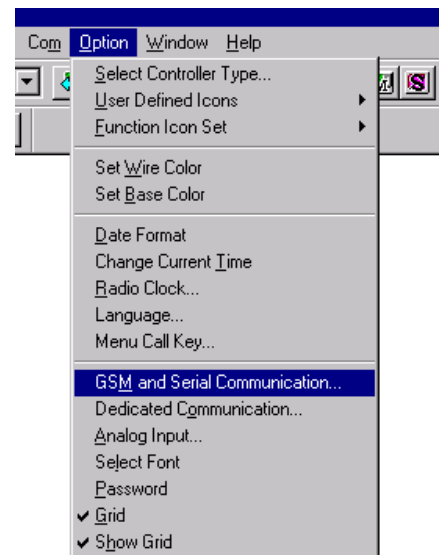 Com Option Window Help
Select Controller Type...
User Defined Icons
Function Icon Set
Set Wire Color
Set Base Color
Date Format
Change Current Time
Radio Clock...
Language...
Menu Call Key...
GSM and Serial Communication...
Dedicated Communication...
Analog Input...
Select Font
Password
Grid
Show Grid